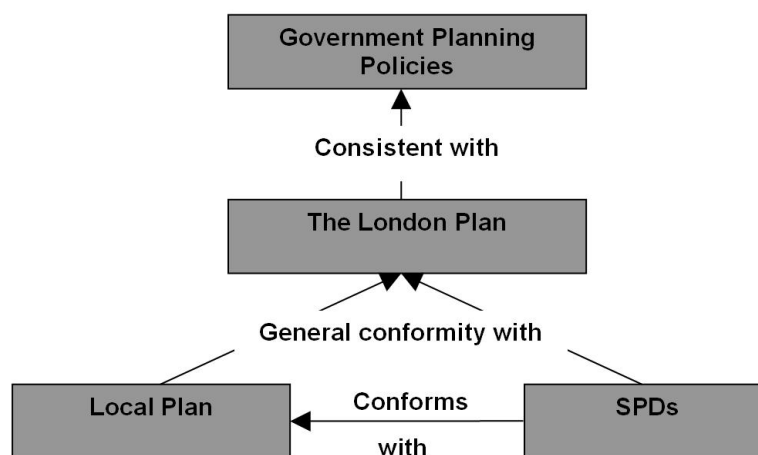 Government Planning
Policies
Consistent with
The London Plan
General conformity with
Local Plan
Conforms
with
SPDs